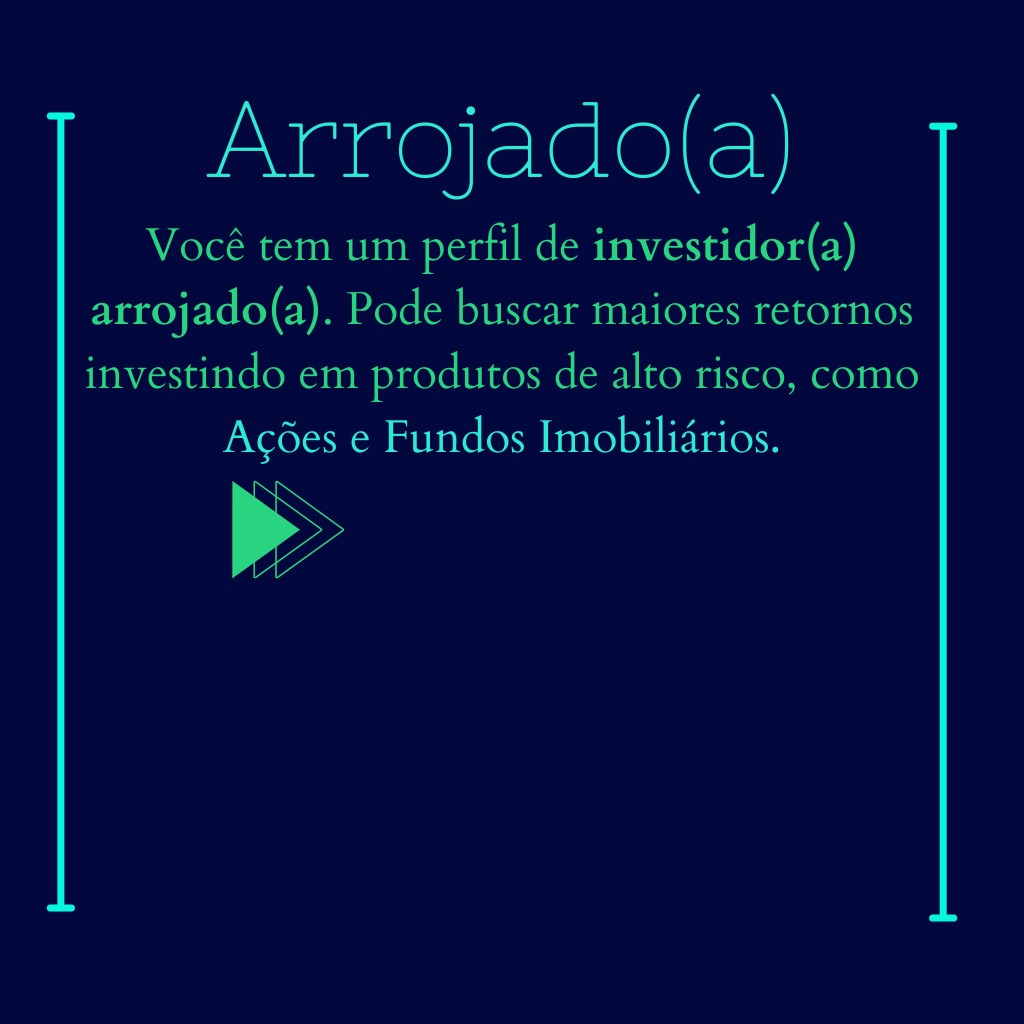 Arrojado(a)
Você tem um perfil de investidor(a)
arrojado(a). Pode buscar maiores retornos
investindo em produtos de alto risco, como
Ações e Fundos Imobiliários.